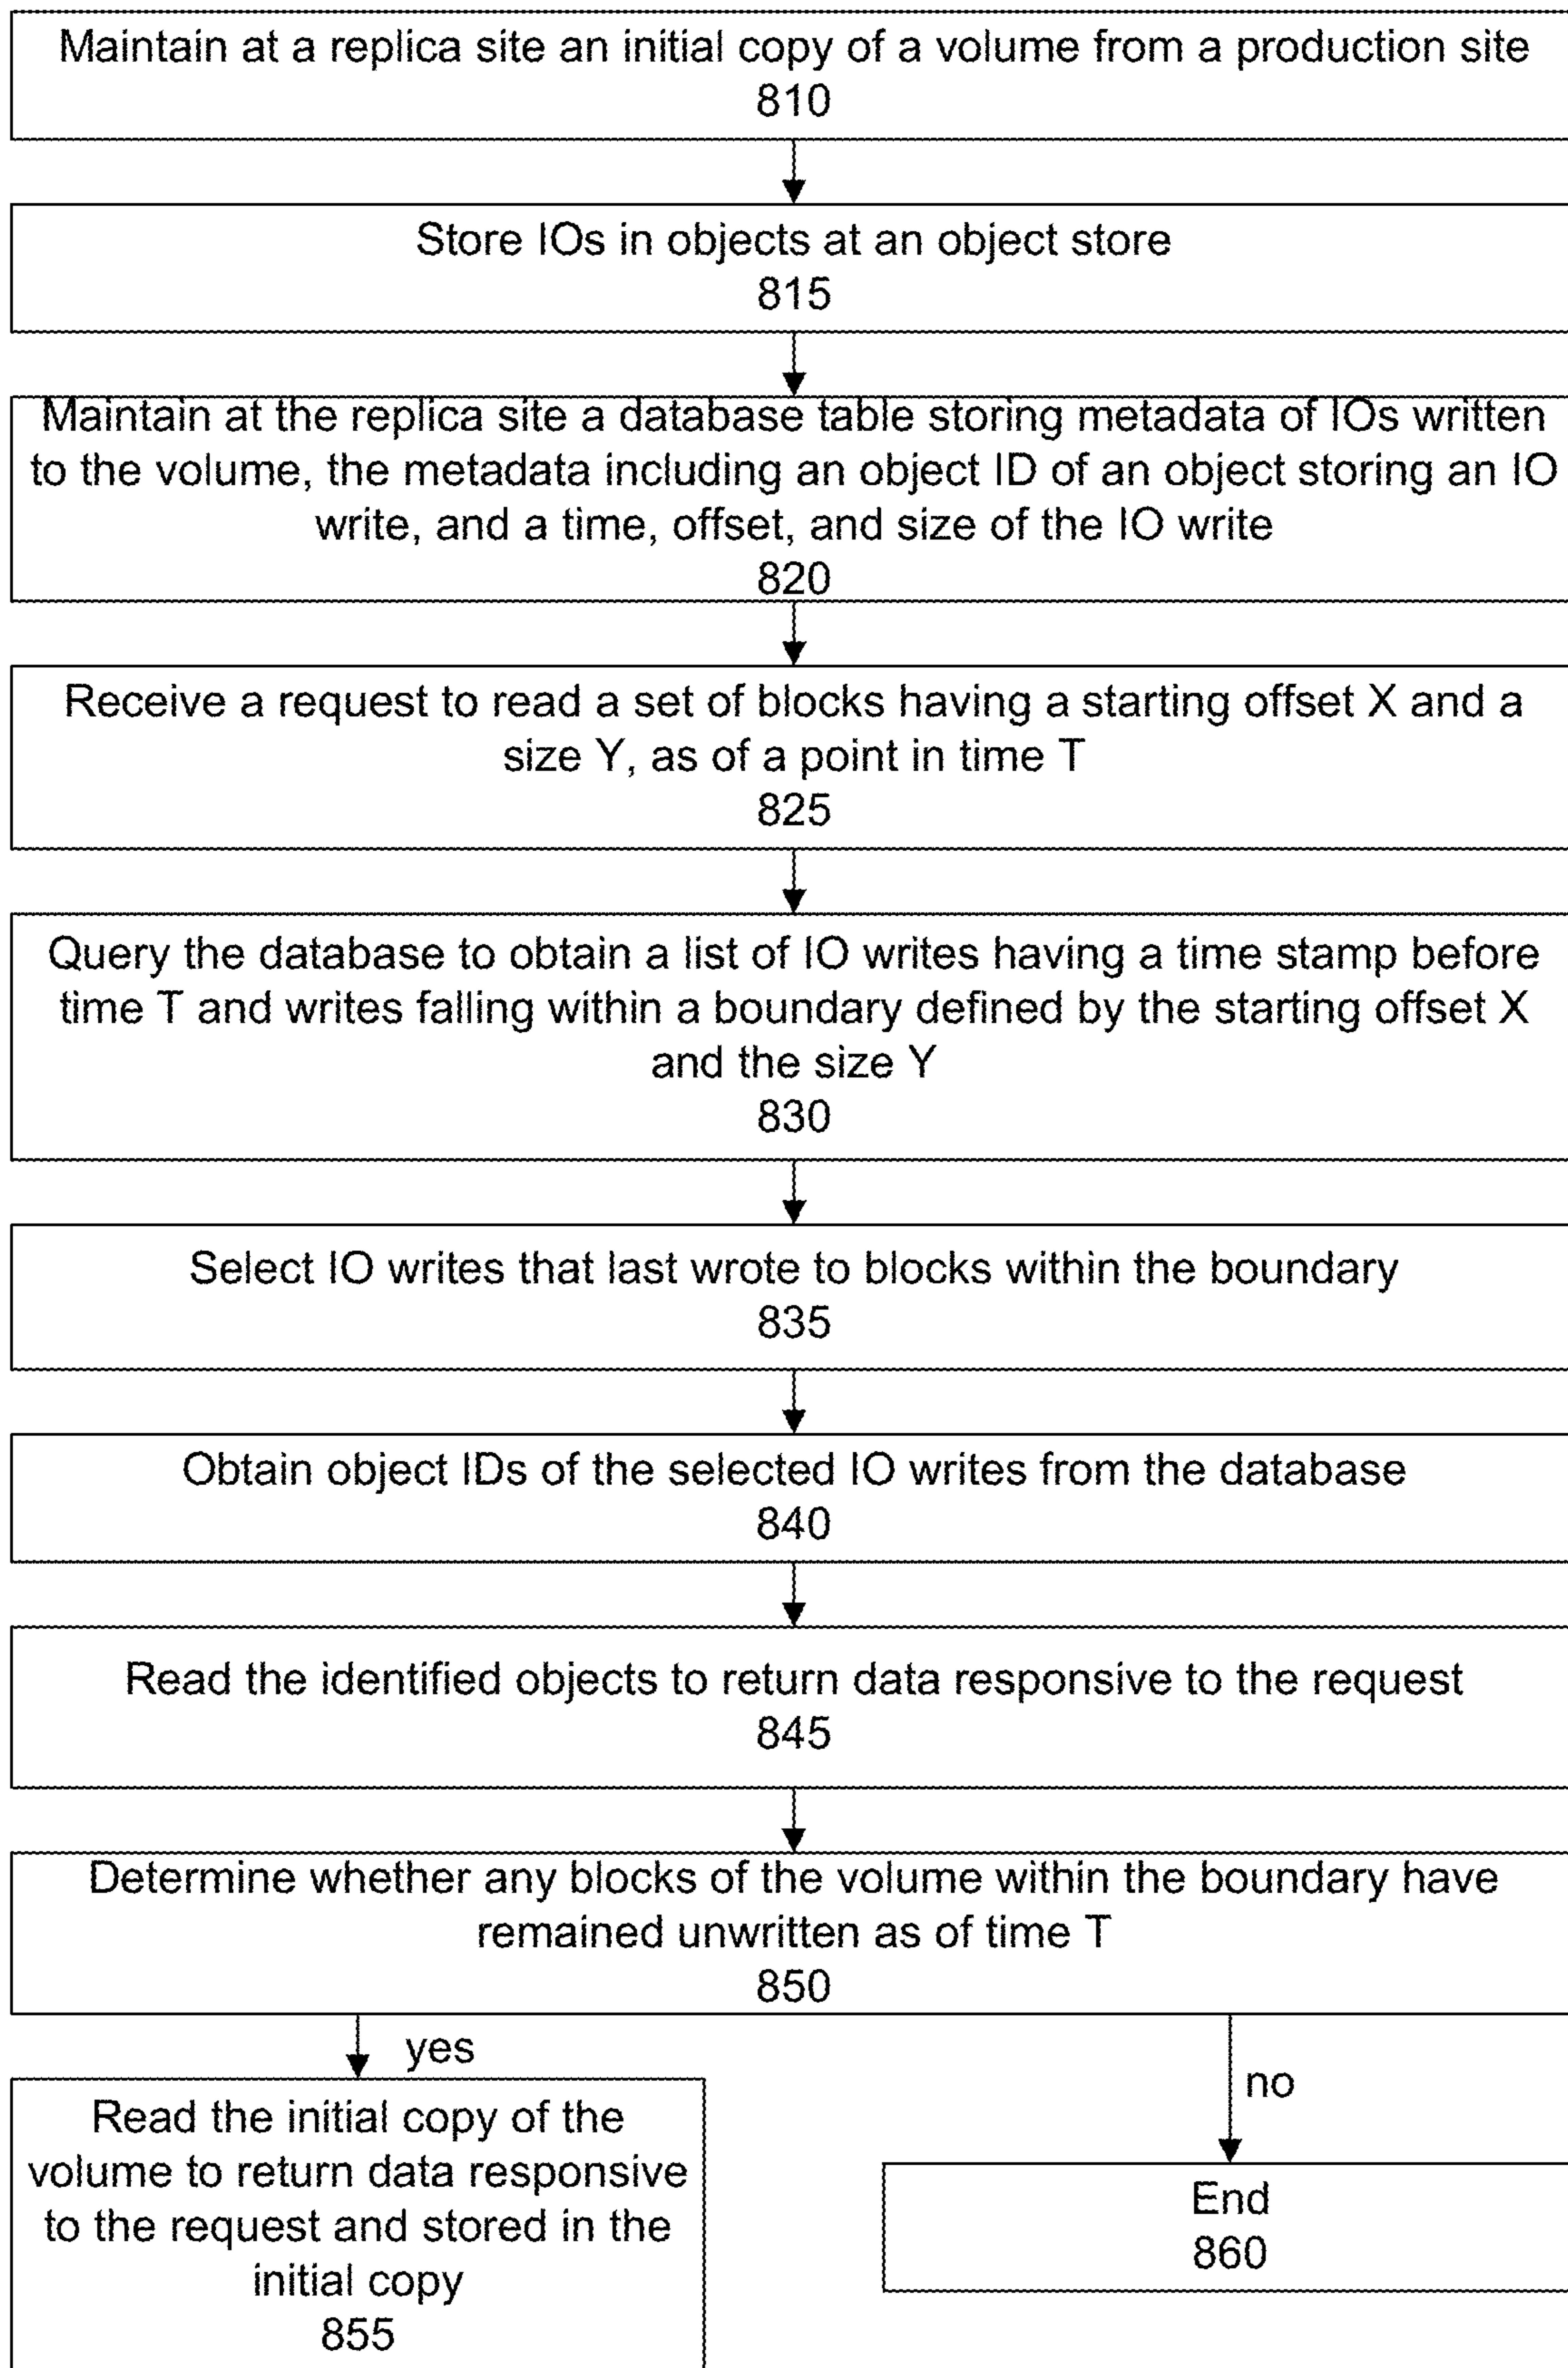 Maintain at a replica site an initial copy of a volume from a production site
810
Store IOs in objects at an object store
815
Maintain at the replica site a database table storing metadata of IOs written
to the volume, the metadata including an object ID of an object storing an IO
write, and a time, offset, and size of the IO write
820
Receive a request to read a set of blocks having a starting offset X and a
size Y, as of a point in time T
825
Query the database to obtain a list of IO writes having a time stamp before
time T and writes falling within a boundary defined by the starting offset X
and the size Y
830
Select IO writes that last wrote to blocks within the boundary
835
Obtain object IDs of the selected IO writes from the database
840
Read the identified objects to return data responsive to the request
845
Determine whether any blocks of the volume within the boundary have
remained unwritten as of time T
850
yes
no
Read the initial copy of the
volume to return data responsive
to the request and stored in the
initial copy
855
End
860